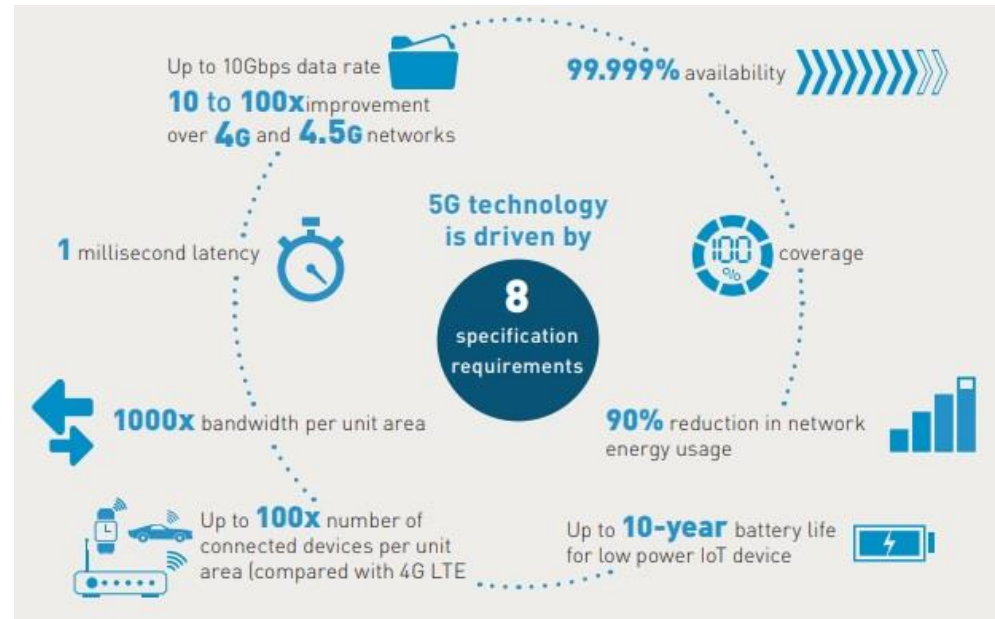 Up to 10Gbps data rate
10 to 100x improvement
over 4G and 4.5G networks
99.999% availability
5G technology
is driven by
8
specification
requirements
1 millisecond latency
100
%
coverage
1000x bandwidth per unit area
90% reduction in network
energy usage
Up to 100x number of
connected devices per unit
area (compared with 4G LTE
Up to 10-year battery life
for low power IoT device